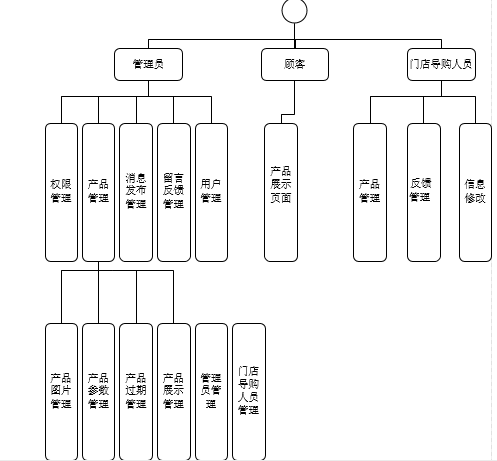 管理员
顾客
门店导购人员
权限
管理
产品
管理
消息
发布
管理
留言
反馈
管理
用户
管理
产品
展示
页面
产品
管理
反馈
管理
信息
修改
产品
图片
管理
产品
参数
管理
产品
过期
管理
产品
展示
管理
管理
员管
理
门店
导购
人员
管理